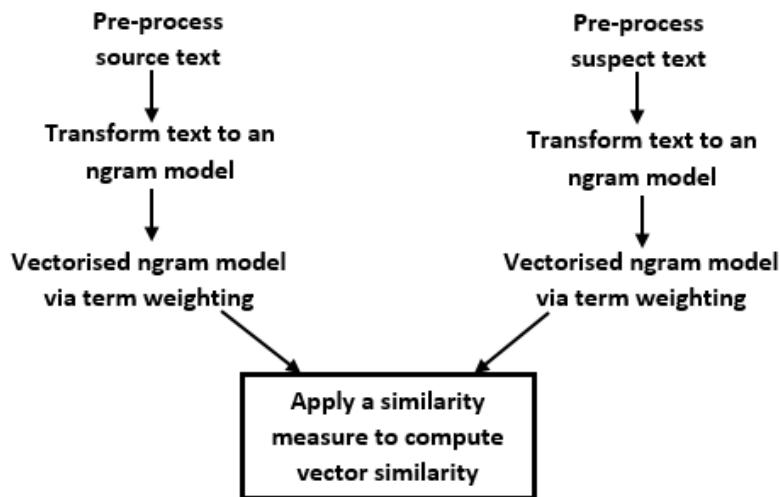 Pre-process
source text
Transform text to an
ngram model
Vectorised ngram model
via term weighting
Pre-process
suspect text
Transform text to an
ngram model
Vectorised ngram model
via term weighting
Apply a similarity
measure to compute
vector similarity